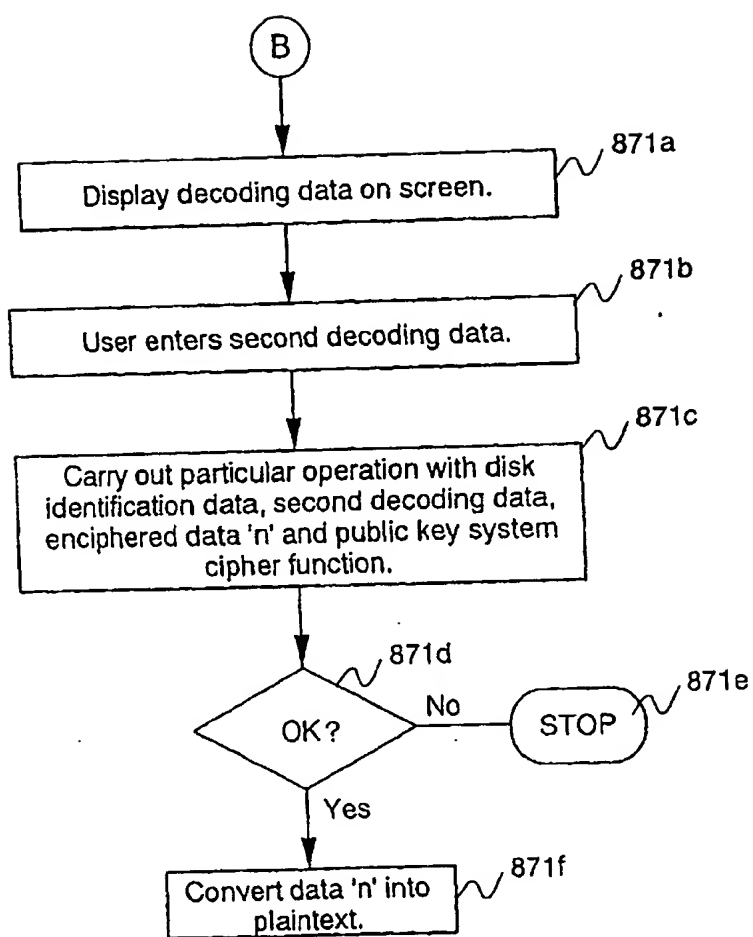 B
871a
Display decoding data on screen.
871b
User enters second decoding data.
871c
Carry out particular operation with disk
identification data, second decoding data,
enciphered data 'n' and public key system
cipher function.
871d
OK?
No
871e
STOP
Yes
871f
Convert data 'n' into
plaintext.